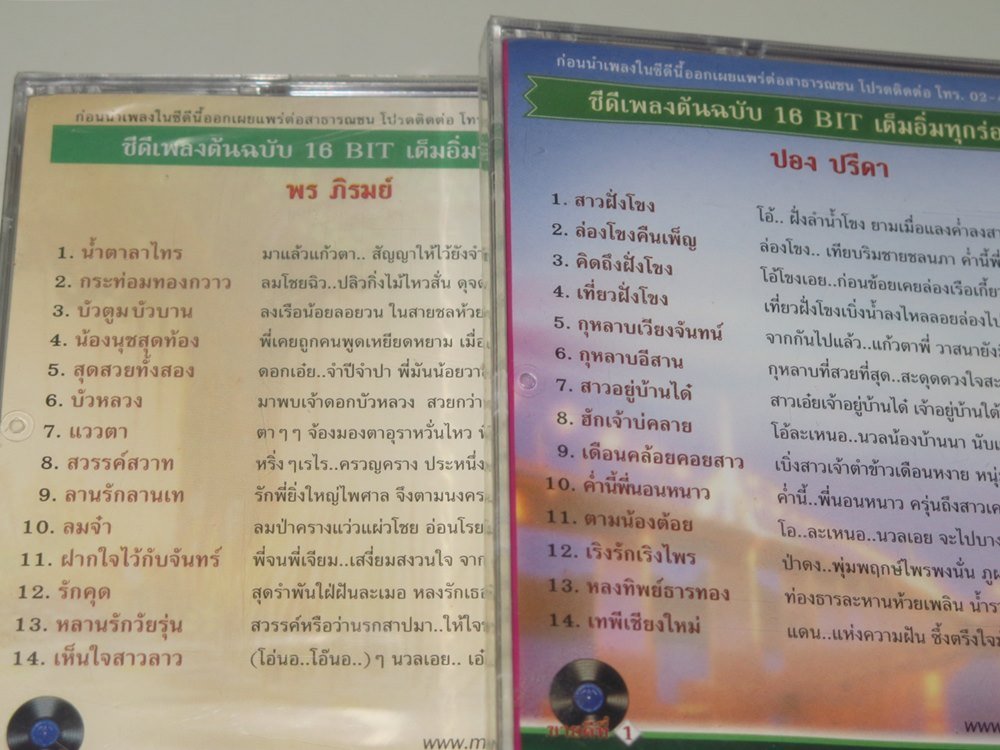 ก่อนนำเพลงในซีดีนี้ออกเผยแพร่ต่อสาธารณชน โปรดติดต่อ โท
ซีดีเพลงต้นฉบับ 16 BIT เต็มอิ่ม
พร ภิรมย์
1. น้ำตาลาไทร มาแล้วแก้วตา.. สัญญาให้ไว้ยังจำ
2. กระท่อมทองกวาว ลมโชยฉิว..ปลิวกิ่งไม้ไหวสั่น ดุจ
3. บัวตูมบัวบาน ลงเรือน้อยลอยวน ในสายชลห้วย
4. น้องนุชสุดท้อง พี่เคยถูกคนพูดเหยียดหยาม เมื่อ
5. สุดสวยทั้งสอง ดอกเอ๋ย..จำปีจำปา พี่มันน้อยวา
6. บัวหลวง มาพบเจ้าดอกบัวหลวง สวยกว่า
7. แววตา ตาๆๆ จ้องมองตาอุราหวั่นไหว
8. สวรรค์สวาท หริ่งๆเรไร..ครวญคราง ประหนึ่ง
9. ลานรักลานเท รักพี่ยิ่งใหญ่ไพศาล จึงตามนงคร
10. ลมจ๋า ลมป่าครางแว่วแผ่วโชย อ่อนโรย
11. ฝากใจไว้กับจันทร์ พี่จนพี่เจียม..เสงี่ยมสงวนใจ จาก
12. รักคุด สุดรำพันใฝ่ฝันละเมอ หลงรักเธอ
13. หลานรักวัยรุ่น สวรรค์หรือว่านรกสาปมา..ให้ใจ
14. เห็นใจสาวลาว (โอ่นอ..โอ๊นอ..)ๆ นวลเอย.. เอ๋
www.m
ก่อนนำเพลงในซีดีนี้ออกเผยแพร่ต่อสาธารณชน โปรดติดต่อ โทร. 02-
ซีดีเพลงต้นฉบับ 16 BIT เต็มอิ่มทุกร่อ
ปอง ปรีดา
1. สาวฝั่งโขง โอ้.. ฝั่งลำน้ำโขง ยามเมื่อแลงค่ำลงสา
2. ล่องโขงคืนเพ็ญ ล่องโขง.. เทียบริมชายชลนภา ค่ำนี้พี่
3. คิดถึงฝั่งโขง โอ้โขงเอย..ก่อนข้อยเคยล่องเรือเกี้ย
4. เที่ยวฝั่งโขง เที่ยวฝั่งโขงเบิ่งน้ำลงไหลลอยล่องไป
5. กุหลาบเวียงจันทน์ จากกันไปแล้ว..แก้วตาพี่ วาสนายังมี
6. กุหลาบอีสาน กุหลาบที่สวยที่สุด..สะดุดดวงใจสะ
7. สาวอยู่บ้านได๋ สาวเอ๋ยเจ้าอยู่บ้านได๋ เจ้าอยู่บ้านใต้
8. ฮักเจ้าบ่คลาย โอ้ละเหนอ..นวลน้องบ้านนา นับ
9. เดือนคล้อยคอยสาว เบิ่งสาวเจ้าตำข้าวเดือนหงาย หนุ่
10. ค่ำนี้พี่นอนหนาว ค่ำนี้..พี่นอนหนาว ครุ่นถึงสาวเค
11. ตามน้องต้อย โอ..ละเหนอ..นวลเอย จะไปบาง
12. เริงรักเริงไพร ป่าดง..พุ่มพฤกษ์ไพรพงนั่น ภูผ
13. หลงทิพย์ธารทอง ท่องธารละหานห้วยเพลิน น้ำร
14. เทพีเชียงใหม่ แดน..แห่งความฝัน ซึ้งตรึงใจ
1
www.